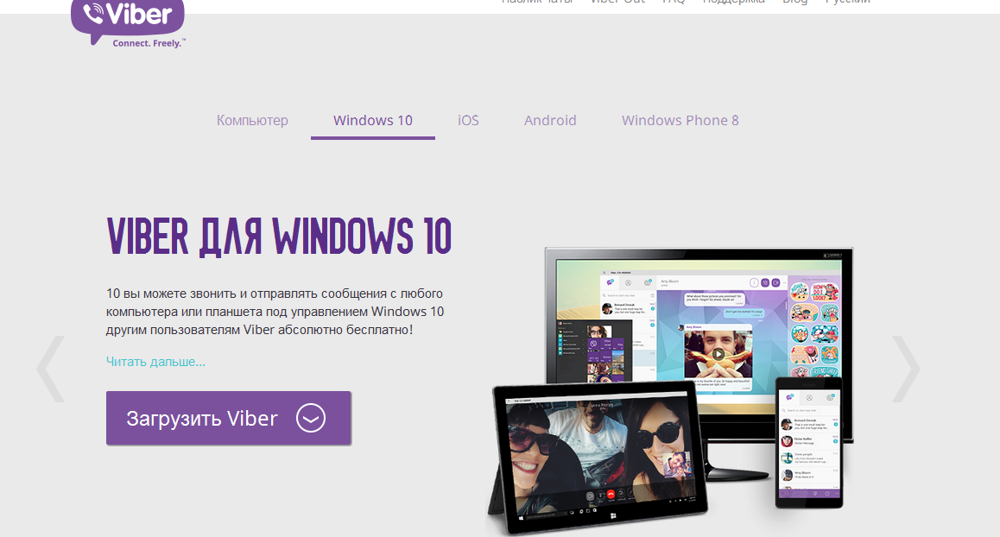 Viber
Connect. Freely.™
Паблик чаты Viber Out FAQ Поддержка Blog Русский
Компьютер Windows 10 iOS Android Windows Phone 8
VIBER ДЛЯ WINDOWS 10
10 вы можете звонить и отправлять сообщения с любого
компьютера или планшета под управлением Windows 10
другим пользователям Viber абсолютно бесплатно!
Читать дальше...
Загрузить Viber